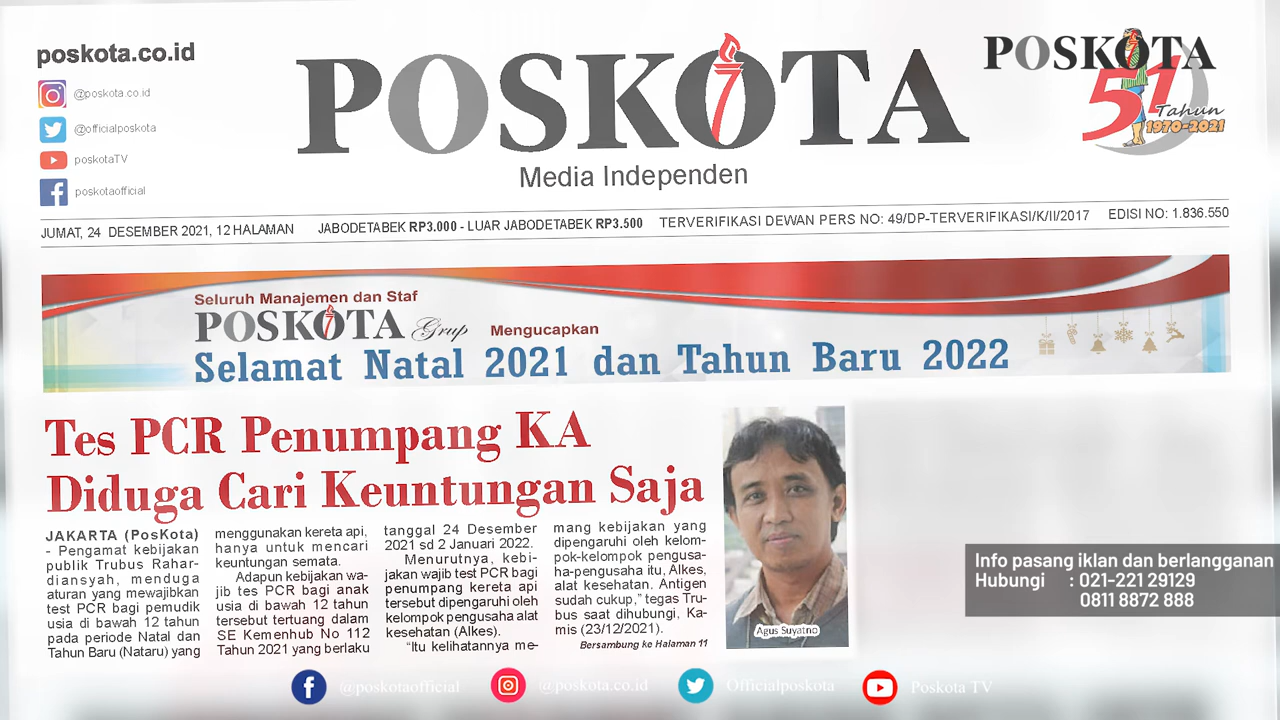 poskota.co.id
@poskota.co.id
@officialposkota
poskotaTV
poskotaofficial
POSKOTA
Media Independen
POSKOTA
51 Tahun
1970-2021
JUMAT, 24 DESEMBER 2021, 12 HALAMAN JABODETABEK RP3.000 - LUAR JABODETABEK RP3.500 TERVERIFIKASI DEWAN PERS NO: 49/DP-TERVERIFIKASI/K/II/2017 EDISI NO: 1.836.550
Seluruh Manajemen dan Staf
POSKOTA Grup Mengucapkan
Selamat Natal 2021 dan Tahun Baru 2022
Tes PCR Penumpang KA
Diduga Cari Keuntungan Saja
JAKARTA (PosKota)
- Pengamat kebijakan
publik Trubus Rahar-
diansyah, menduga
aturan yang mewajibkan
test PCR bagi pemudik
usia di bawah 12 tahun
pada periode Natal dan
Tahun Baru (Nataru) yang
menggunakan kereta api,
hanya untuk mencari
keuntungan semata.
Adapun kebijakan wa-
jib tes PCR bagi anak
usia di bawah 12 tahun
tersebut tertuang dalam
SE Kemenhub No 112
Tahun 2021 yang berlaku
tanggal 24 Desember
2021 sd 2 Januari 2022.
Menurutnya, kebi-
jakan wajib test PCR bagi
penumpang kereta api
tersebut dipengaruhi oleh
kelompok pengusaha alat
kesehatan (Alkes).
“Itu kelihatannya me-
mang kebijakan yang
dipengaruhi oleh kelom-
pok-kelompok pengusa-
ha-pengusaha itu, Alkes,
alat kesehatan. Antigen
sudah cukup,” tegas Tru-
bus saat dihubungi, Ka-
mis (23/12/2021).
Bersambung ke Halaman 11
Agus Suyatno
Info pasang iklan dan berlangganan
Hubungi : 021-221 29129
0811 8872 888
@poskotaofficial
@poskota.co.id
Officialposkota
Poskota TV